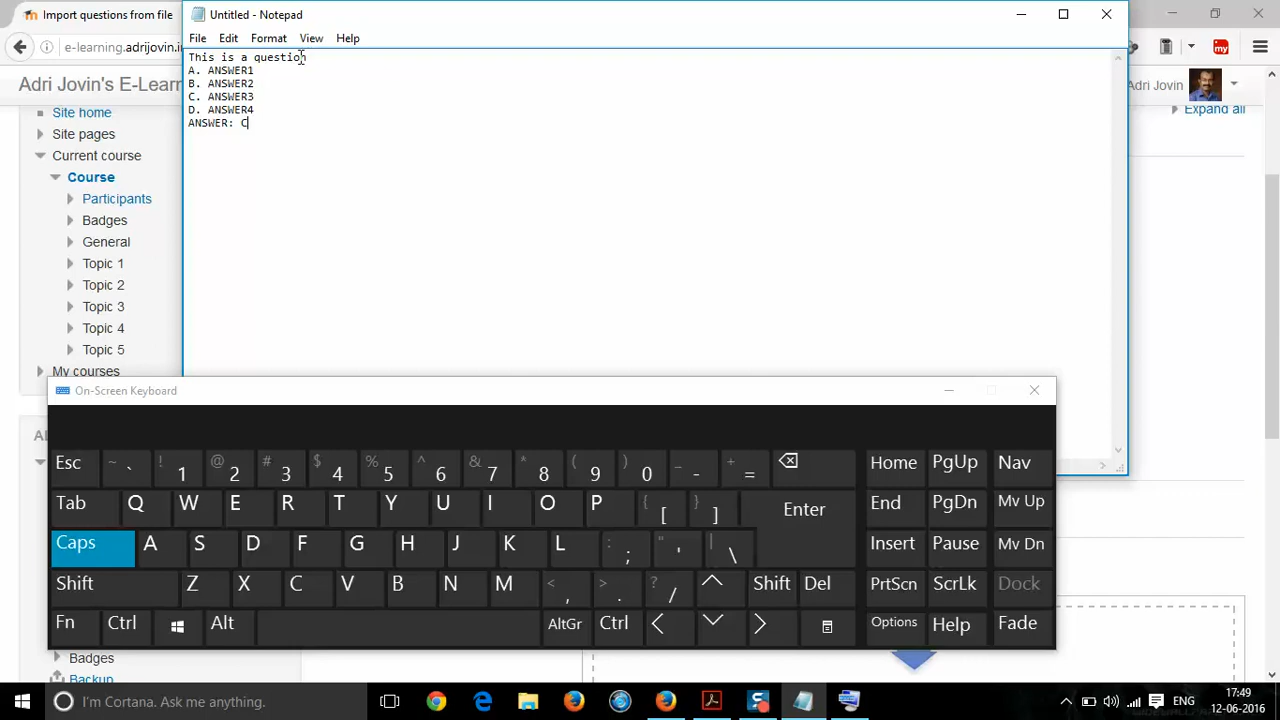 Import questions from file
Untitled - Notepad
e-learning.adrijovin.in
File Edit Format View Help
This is a question
A. ANSWER1
B. ANSWER2
C. ANSWER3
D. ANSWER4
ANSWER: C
my
Adri Jovin's E-Learn
Adri Jovin
Expand all
Site home
Site pages
Current course
Course
Participants
Badges
General
Topic 1
Topic 2
Topic 3
Topic 4
Topic 5
My courses
On-Screen Keyboard
Esc ~ ` ! 1 @ 2 # 3 $ 4 % 5 ^ 6 & 7 * 8 ( 9 ) 0 _ - + = Home PgUp Nav
Tab Q W E R T Y U I O P { [ } ] Enter End PgDn Mv Up
Caps A S D F G H J K L : ; " ' | \ Insert Pause Mv Dn
Shift Z X C V B N M < , > . ? / Shift Del PrtScn ScrLk Dock
Fn Ctrl Alt AltGr Ctrl Options Help Fade
Badges
Backup
I'm Cortana. Ask me anything.
ENG
17:49
12-06-2016